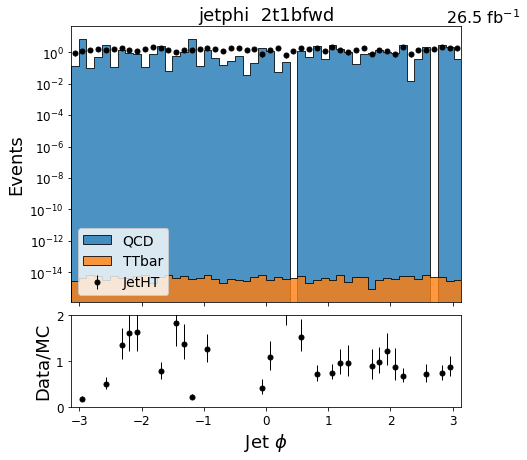 jetphi 2t1bfwd
26.5 fb⁻¹
Events
10⁰
10⁻²
10⁻⁴
10⁻⁶
10⁻⁸
10⁻¹⁰
10⁻¹²
10⁻¹⁴
QCD
TTbar
JetHT
Data/MC
2
1
0
−3 −2 −1 0 1 2 3
Jet ϕ